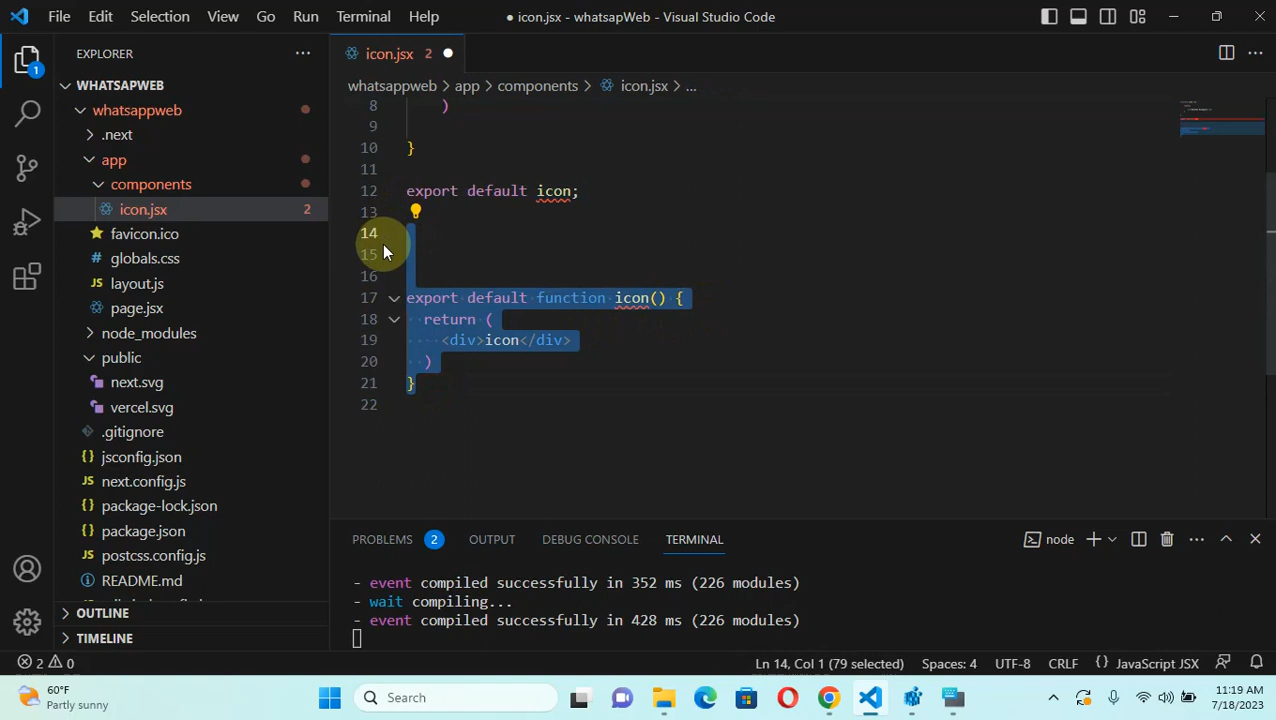 File Edit Selection View Go Run Terminal Help
● icon.jsx - whatsapWeb - Visual Studio Code
EXPLORER
1
WHATSAPWEB
whatsappweb
.next
app
components
icon.jsx 2
favicon.ico
# globals.css
JS layout.js
page.jsx
node_modules
public
next.svg
vercel.svg
.gitignore
{} jsconfig.json
JS next.config.js
{} package-lock.json
{} package.json
JS postcss.config.js
README.md
OUTLINE
TIMELINE
icon.jsx 2 ●
whatsappweb > app > components > icon.jsx > ...
8 )
9
10 }
11
12 export default icon;
13
14
15
16
17 export default function icon() {
18 return (
19 <div>icon</div>
20 )
21 }
22
PROBLEMS 2 OUTPUT DEBUG CONSOLE TERMINAL
node
- event compiled successfully in 352 ms (226 modules)
- wait compiling...
- event compiled successfully in 428 ms (226 modules)
2 0
Ln 14, Col 1 (79 selected) Spaces: 4 UTF-8 CRLF {} JavaScript JSX
60°F
Partly sunny
Search
11:19 AM
7/18/2023